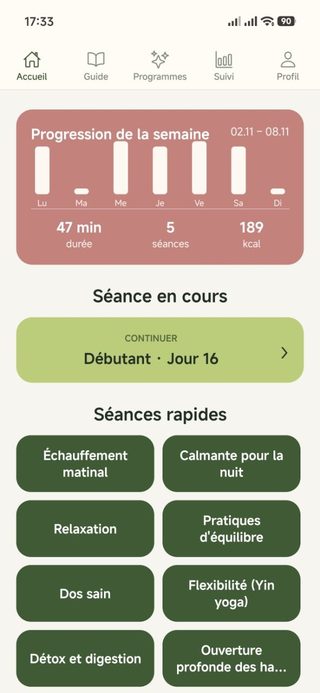 17:33
90
Accueil
Guide
Programmes
Suivi
Profil
Progression de la semaine
02.11 – 08.11
Lu
Ma
Me
Je
Ve
Sa
Di
47 min
5
189
durée
séances
kcal
Séance en cours
CONTINUER
Débutant · Jour 16
Séances rapides
Échauffement
matinal
Calmante pour la
nuit
Relaxation
Pratiques
d'équilibre
Dos sain
Flexibilité (Yin
yoga)
Détox et digestion
Ouverture
profonde des ha...